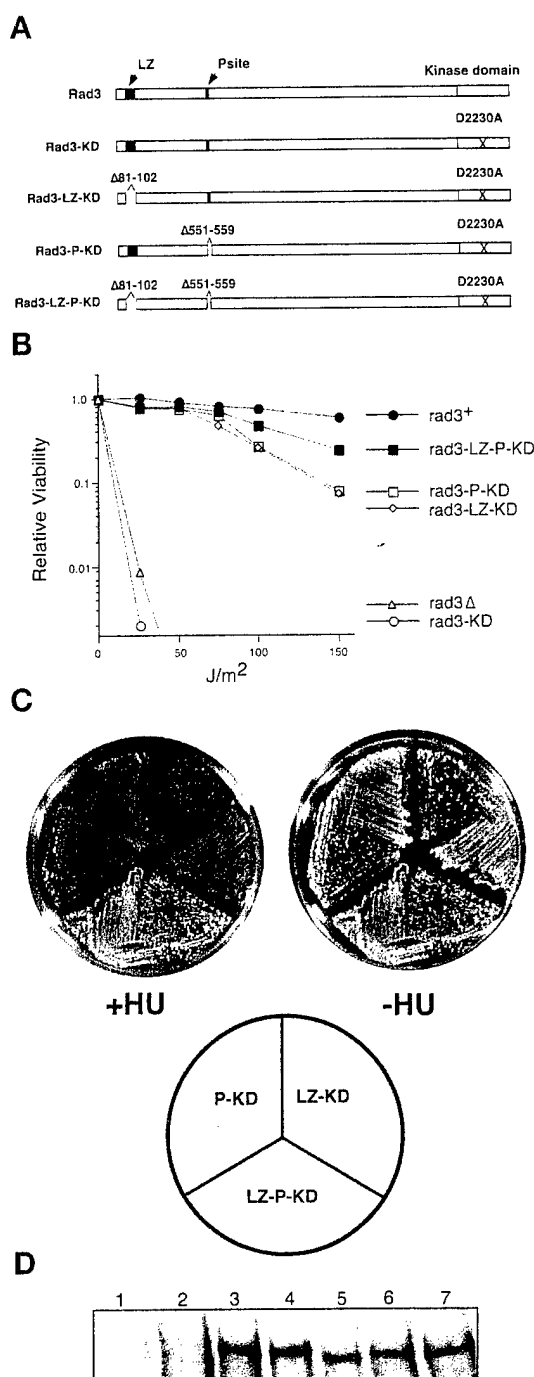 A
LZ Psite Kinase domain
Rad3
D2230A
Rad3-KD
Δ81-102 D2230A
Rad3-LZ-KD
Δ551-559 D2230A
Rad3-P-KD
Δ81-102 Δ551-559 D2230A
Rad3-LZ-P-KD
B
Relative Viability
1.0
0.1
0.01
0 50 100 150
J/m2
rad3+
rad3-LZ-P-KD
rad3-P-KD
rad3-LZ-KD
rad3Δ
rad3-KD
C
+HU -HU
P-KD LZ-KD
LZ-P-KD
D
1 2 3 4 5 6 7